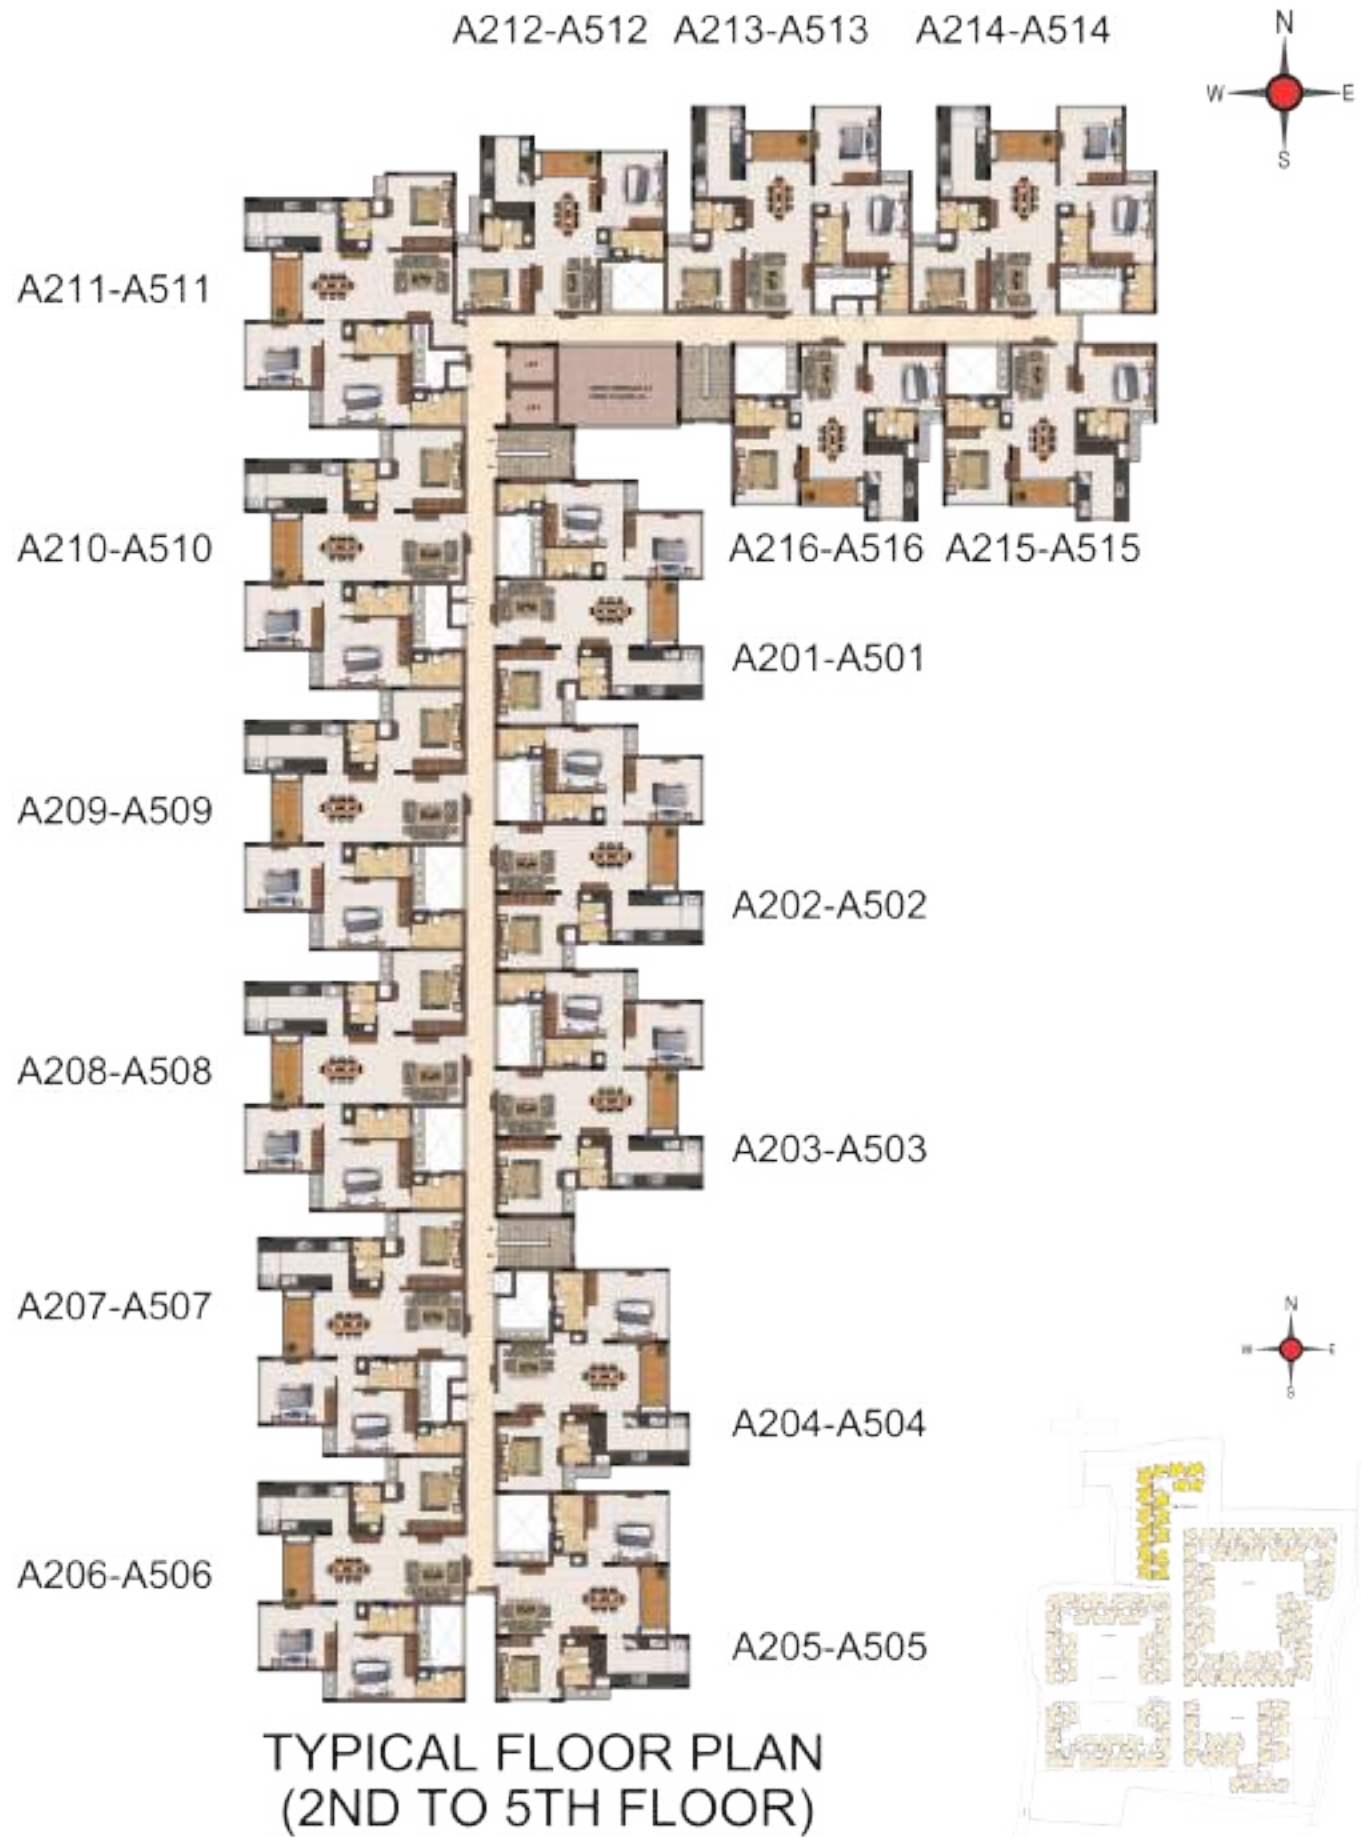 A212-A512 A213-A513 A214-A514
N
W E
S
A211-A511
LIFT
LIFT
A210-A510
A216-A516 A215-A515
A201-A501
A209-A509
A202-A502
A208-A508
A203-A503
A207-A507
N
W E
S
A204-A504
A206-A506
A205-A505
TYPICAL FLOOR PLAN
(2ND TO 5TH FLOOR)